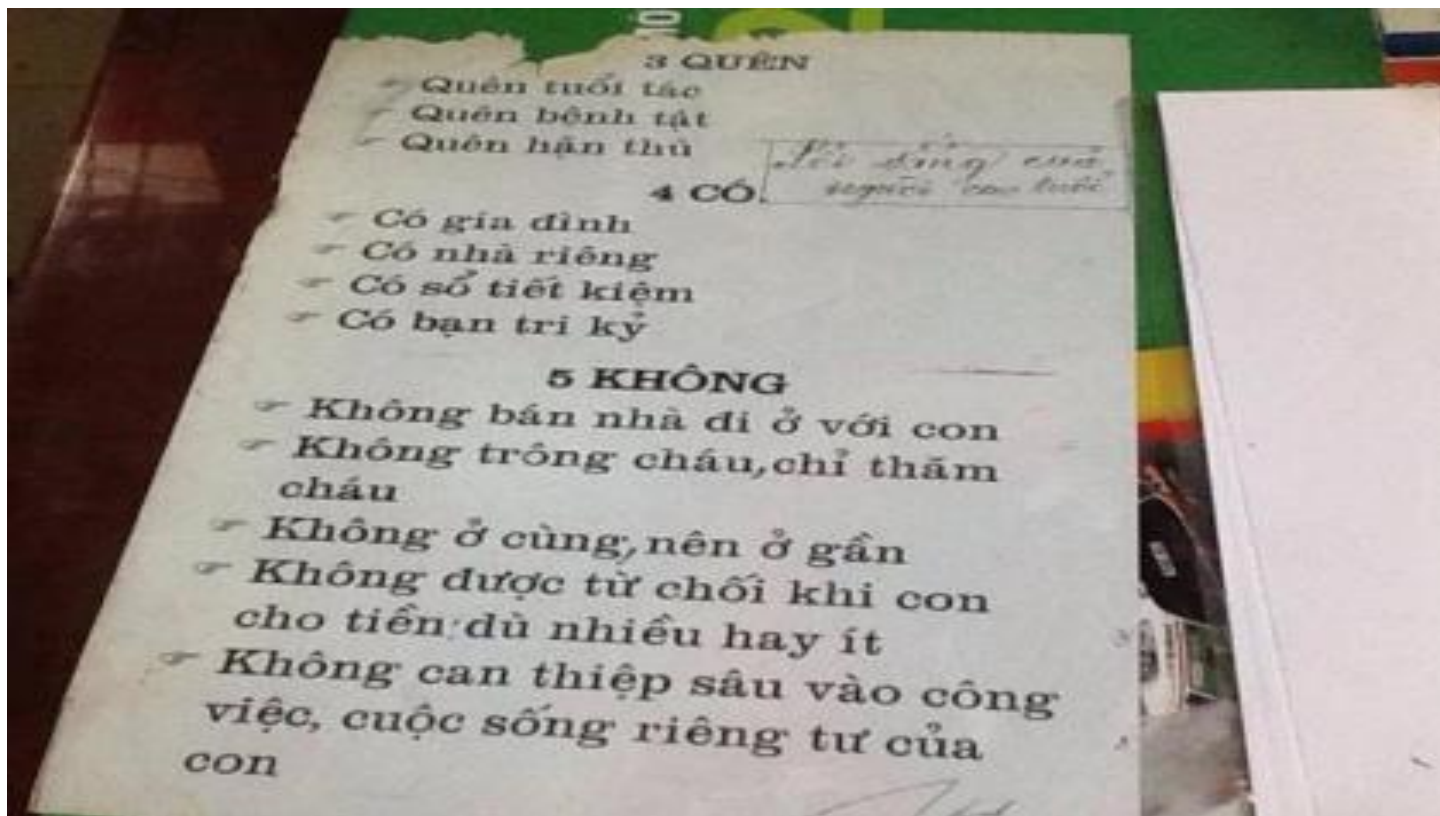 3 QUÊN
Quên tuổi tác
Quên bệnh tật
Quên hận thù
Lối sống của
người cao tuổi
4 CÓ.
Có gia đình
Có nhà riêng
Có sổ tiết kiệm
Có bạn tri kỷ
5 KHÔNG
Không bán nhà đi ở với con
Không trông cháu,chỉ thăm
cháu
Không ở cùng,nên ở gần
Không được từ chối khi con
cho tiền dù nhiều hay ít
Không can thiệp sâu vào công
việc, cuộc sống riêng tư của
con